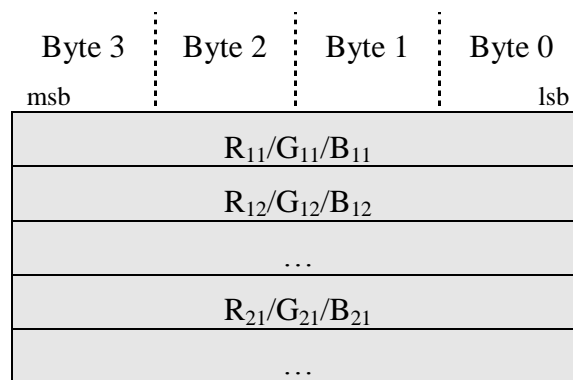 Byte 3 Byte 2 Byte 1 Byte 0
msb lsb
R₁₁/G₁₁/B₁₁
R₁₂/G₁₂/B₁₂
…
R₂₁/G₂₁/B₂₁
…